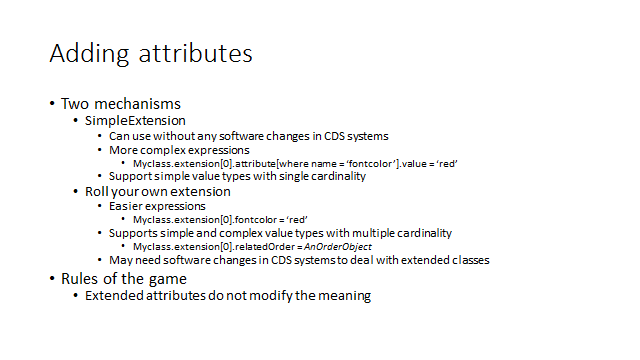 Adding attributes
• Two mechanisms
• SimpleExtension
• Can use without any software changes in CDS systems
• More complex expressions
• Myclass.extension[0].attribute[where name = ‘fontcolor’].value = ‘red’
• Support simple value types with single cardinality
• Roll your own extension
• Easier expressions
• Myclass.extension[0].fontcolor = ‘red’
• Supports simple and complex value types with multiple cardinality
• Myclass.extension[0].relatedOrder = AnOrderObject
• May need software changes in CDS systems to deal with extended classes
• Rules of the game
• Extended attributes do not modify the meaning